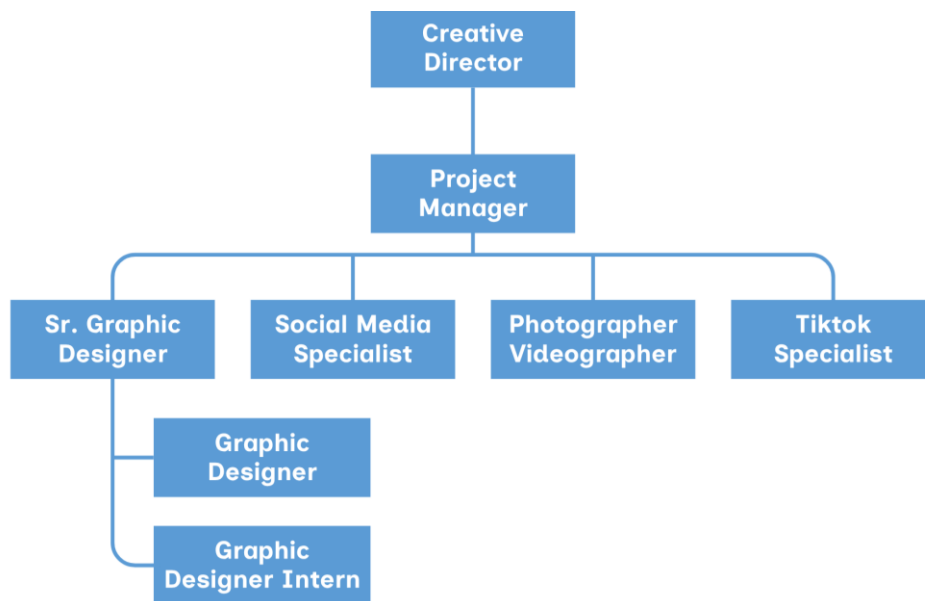 Creative
Director
Project
Manager
Sr. Graphic
Designer
Social Media
Specialist
Photographer
Videographer
Tiktok
Specialist
Graphic
Designer
Graphic
Designer Intern